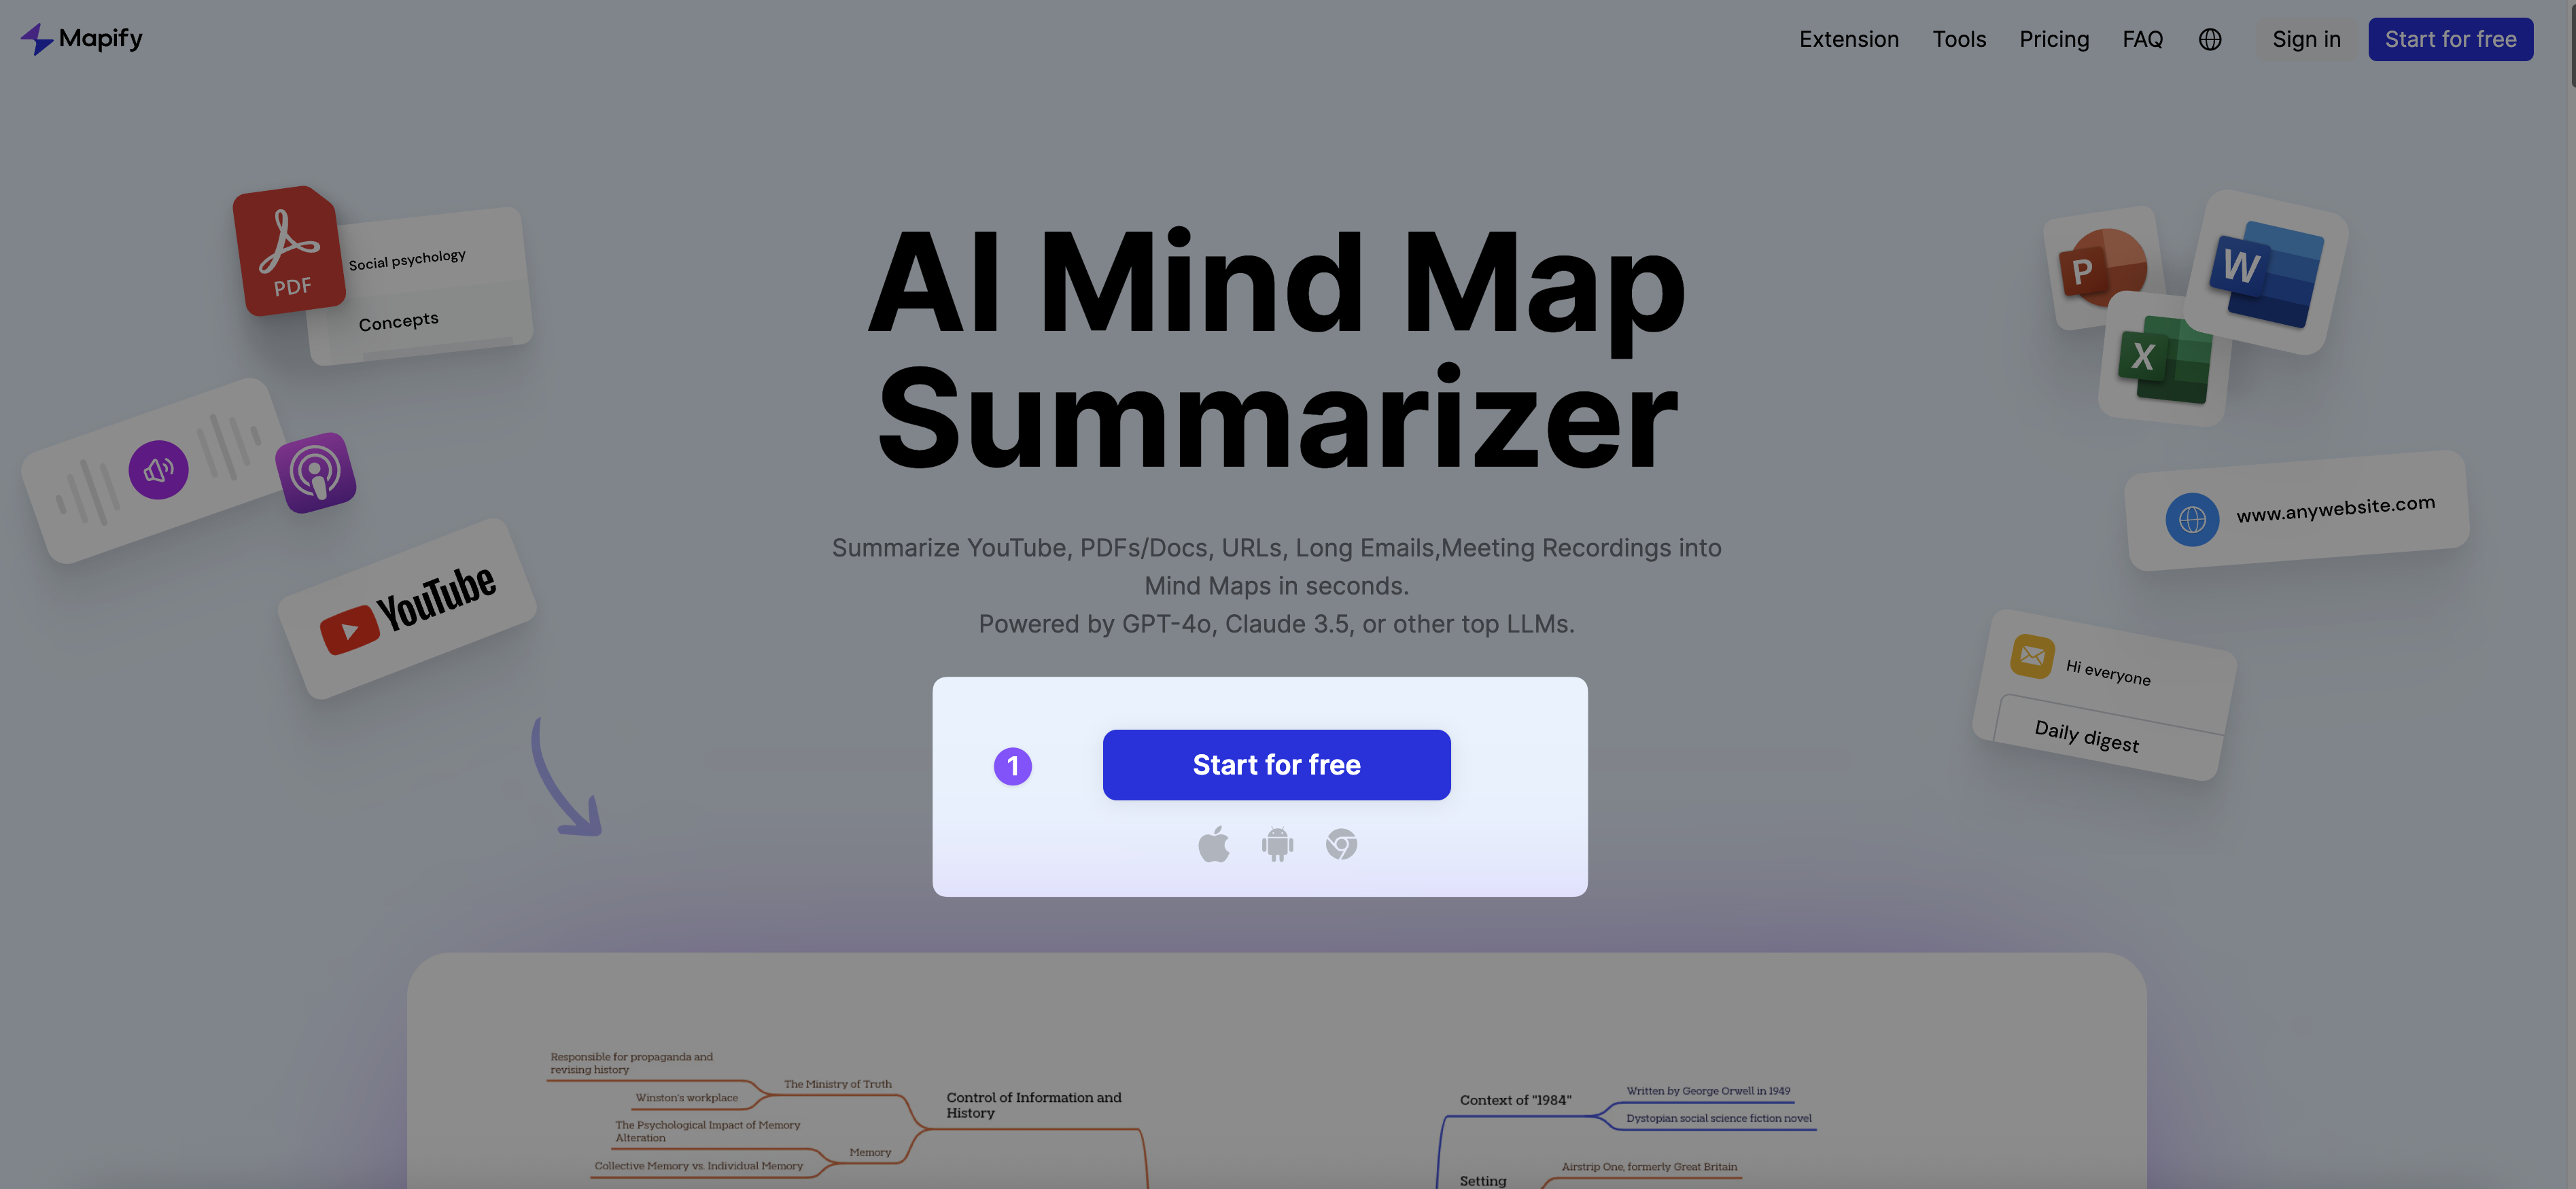 Mapify
Extension
Tools
Pricing
FAQ
Sign in
Start for free
PDF
Social psychology
Concepts
YouTube
AI Mind Map
Summarizer
Summarize YouTube, PDFs/Docs, URLs, Long Emails,Meeting Recordings into
Mind Maps in seconds.
Powered by GPT-4o, Claude 3.5, or other top LLMs.
P
W
X
www.anywebsite.com
Hi everyone
Daily digest
1
Start for free
Responsible for propaganda and
revising history
The Ministry of Truth
Winston's workplace
The Psychological Impact of Memory
Alteration
Memory
Collective Memory vs. Individual Memory
Control of Information and
History
Context of "1984"
Written by George Orwell in 1949
Dystopian social science fiction novel
Setting
Airstrip One, formerly Great Britain